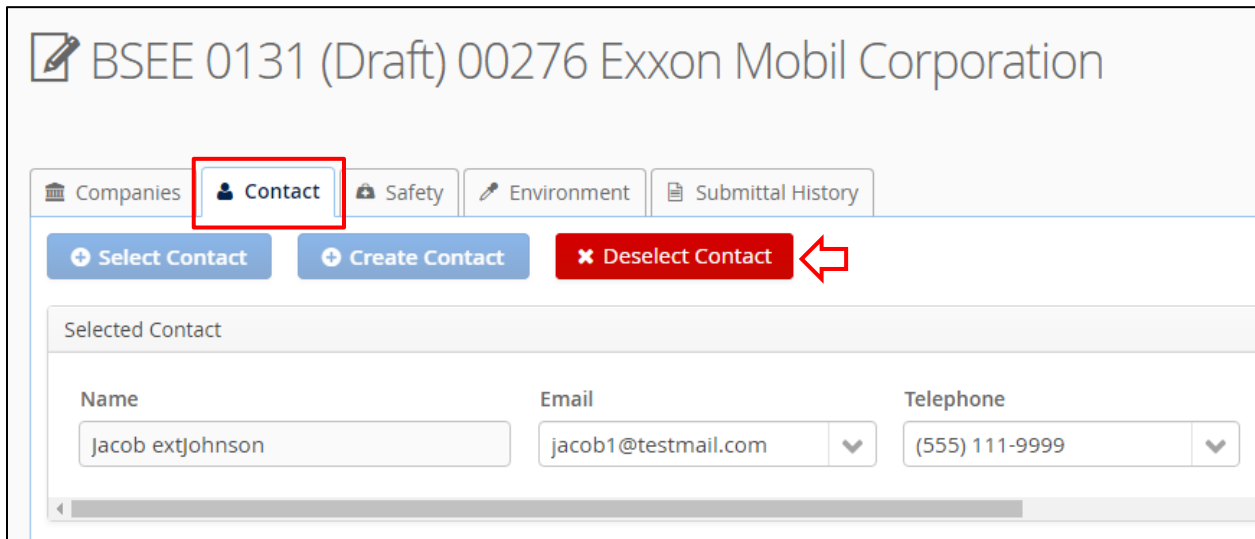 BSEE 0131 (Draft) 00276 Exxon Mobil Corporation
Companies Contact Safety Environment Submittal History
Select Contact Create Contact Deselect Contact
Selected Contact
Name Email Telephone
Jacob extJohnson jacob1@testmail.com (555) 111-9999